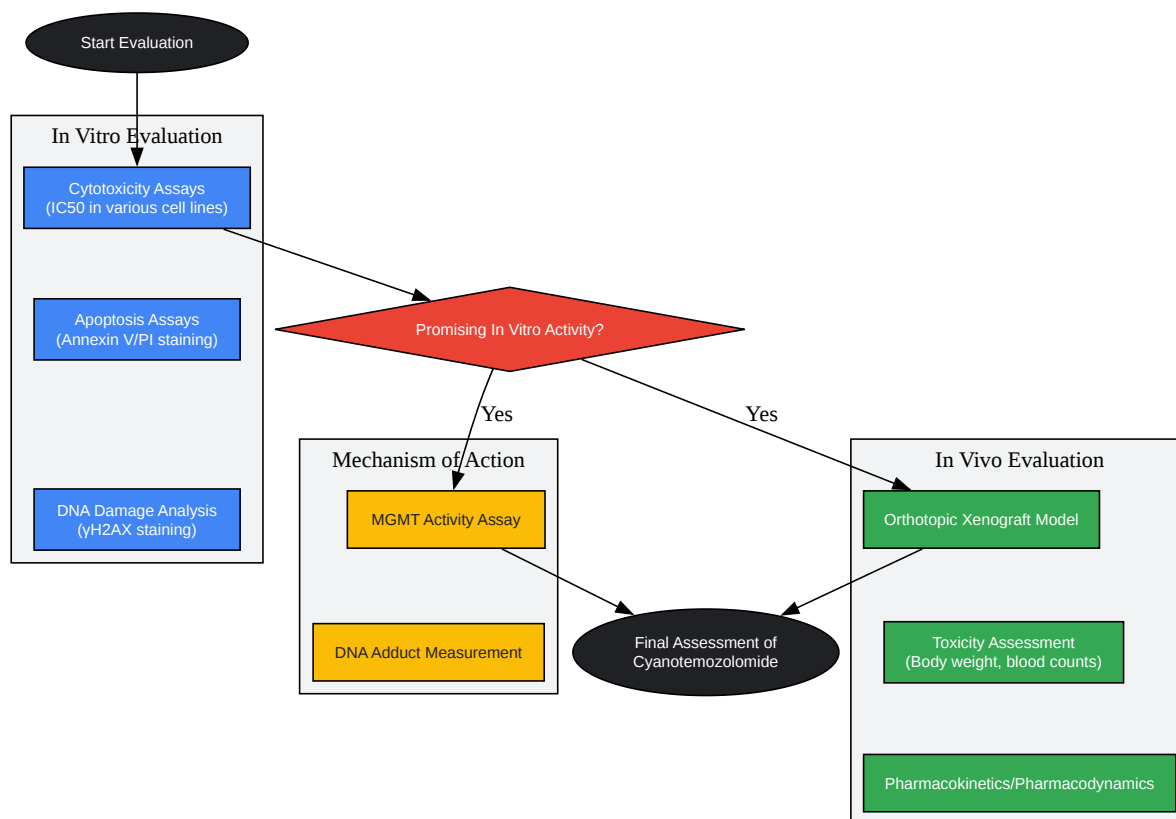 Start Evaluation
In Vitro Evaluation
Cytotoxicity Assays
(IC50 in various cell lines)
Apoptosis Assays
(Annexin V/PI staining)
DNA Damage Analysis
(γH2AX staining)
Promising In Vitro Activity?
Yes
Yes
Mechanism of Action
MGMT Activity Assay
DNA Adduct Measurement
In Vivo Evaluation
Orthotopic Xenograft Model
Toxicity Assessment
(Body weight, blood counts)
Pharmacokinetics/Pharmacodynamics
Final Assessment of
Cyanotemozolomide